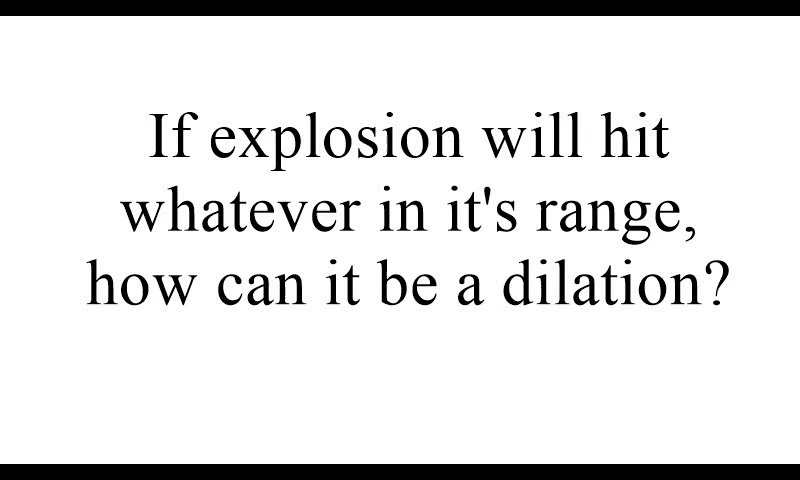 If explosion will hit
whatever in it's range,
how can it be a dilation?